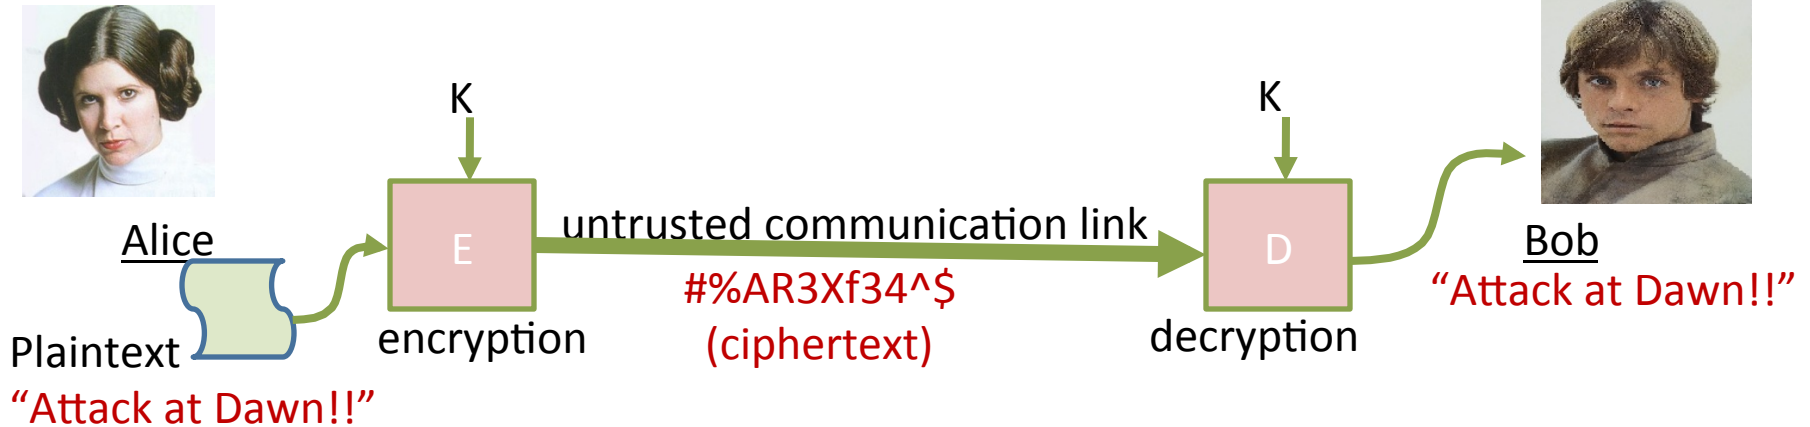 K
K
Alice
E
untrusted communication link
D
Bob
#%AR3Xf34^$
“Attack at Dawn!!”
Plaintext
encryption
(ciphertext)
decryption
“Attack at Dawn!!”